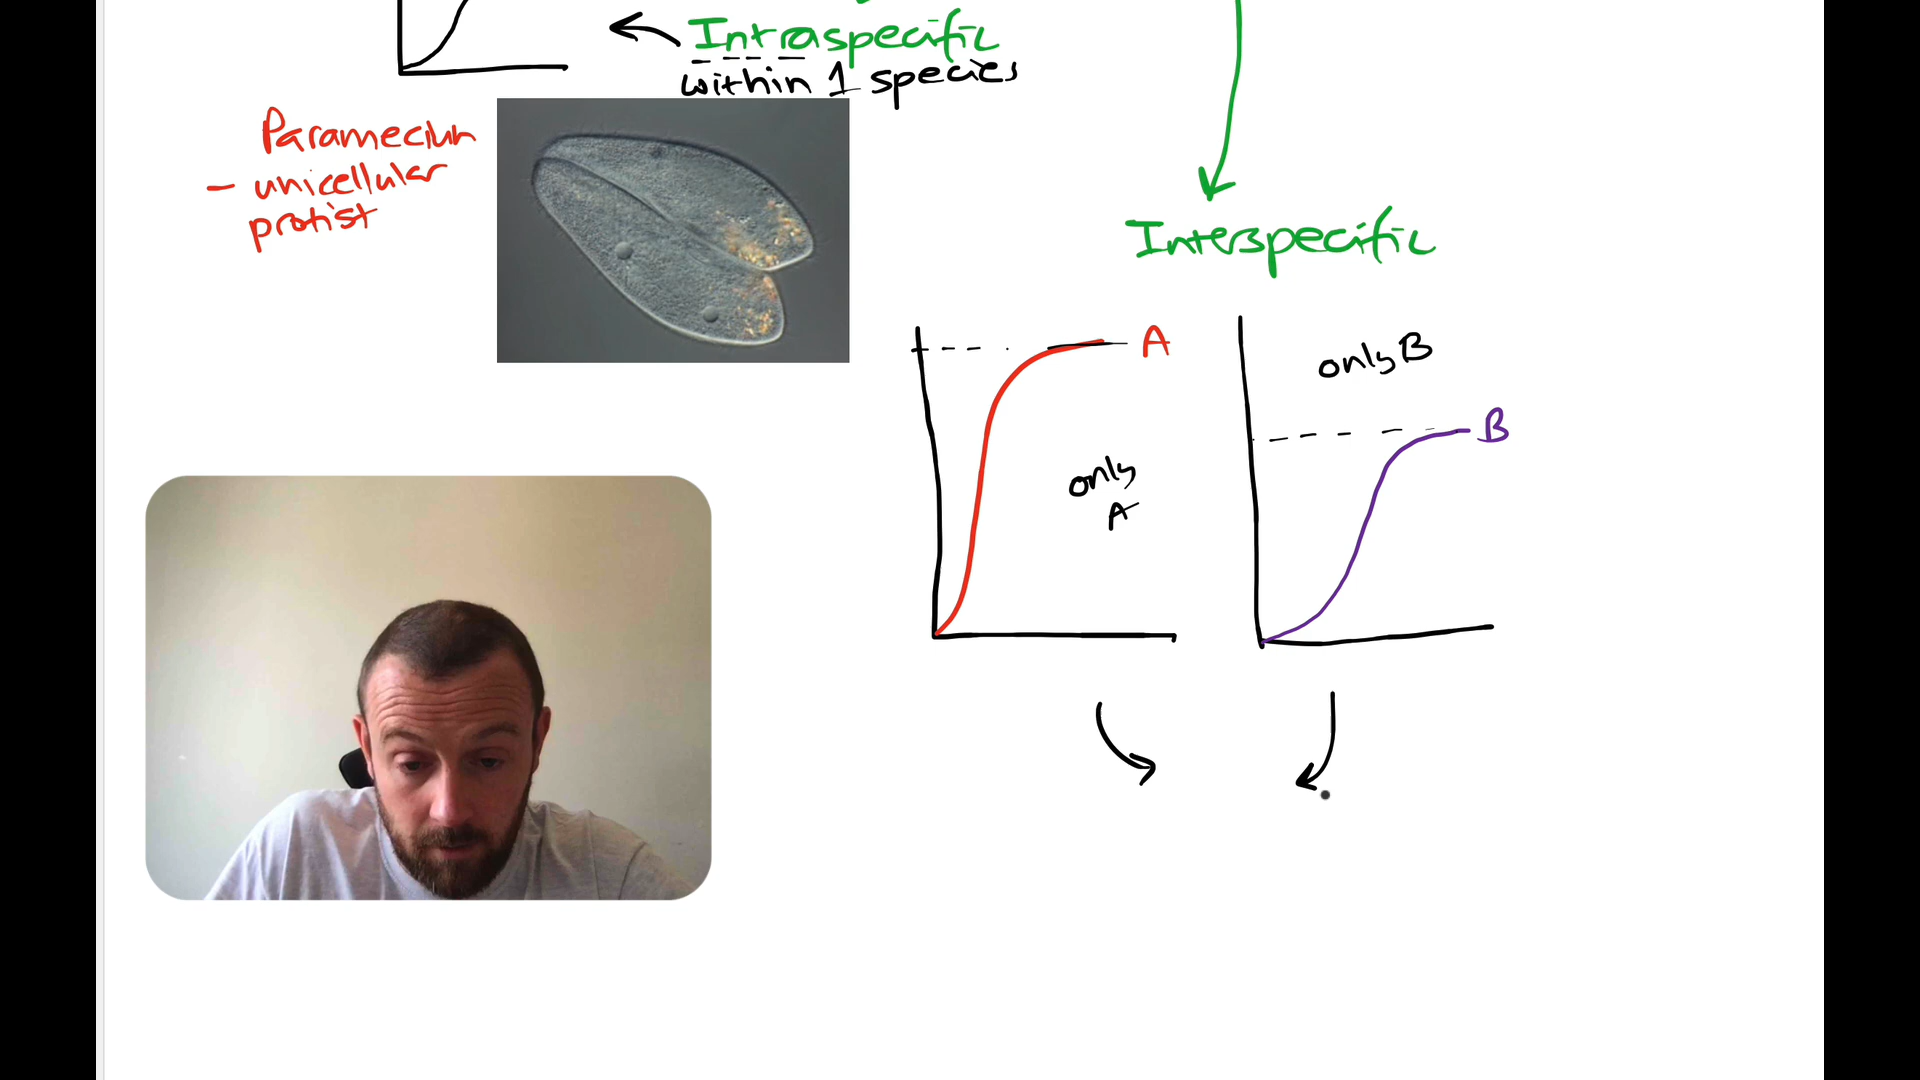 Intraspecific
within 1 species
Paramecium
- unicellular
protist
Interspecific
A
only B
B
only
A